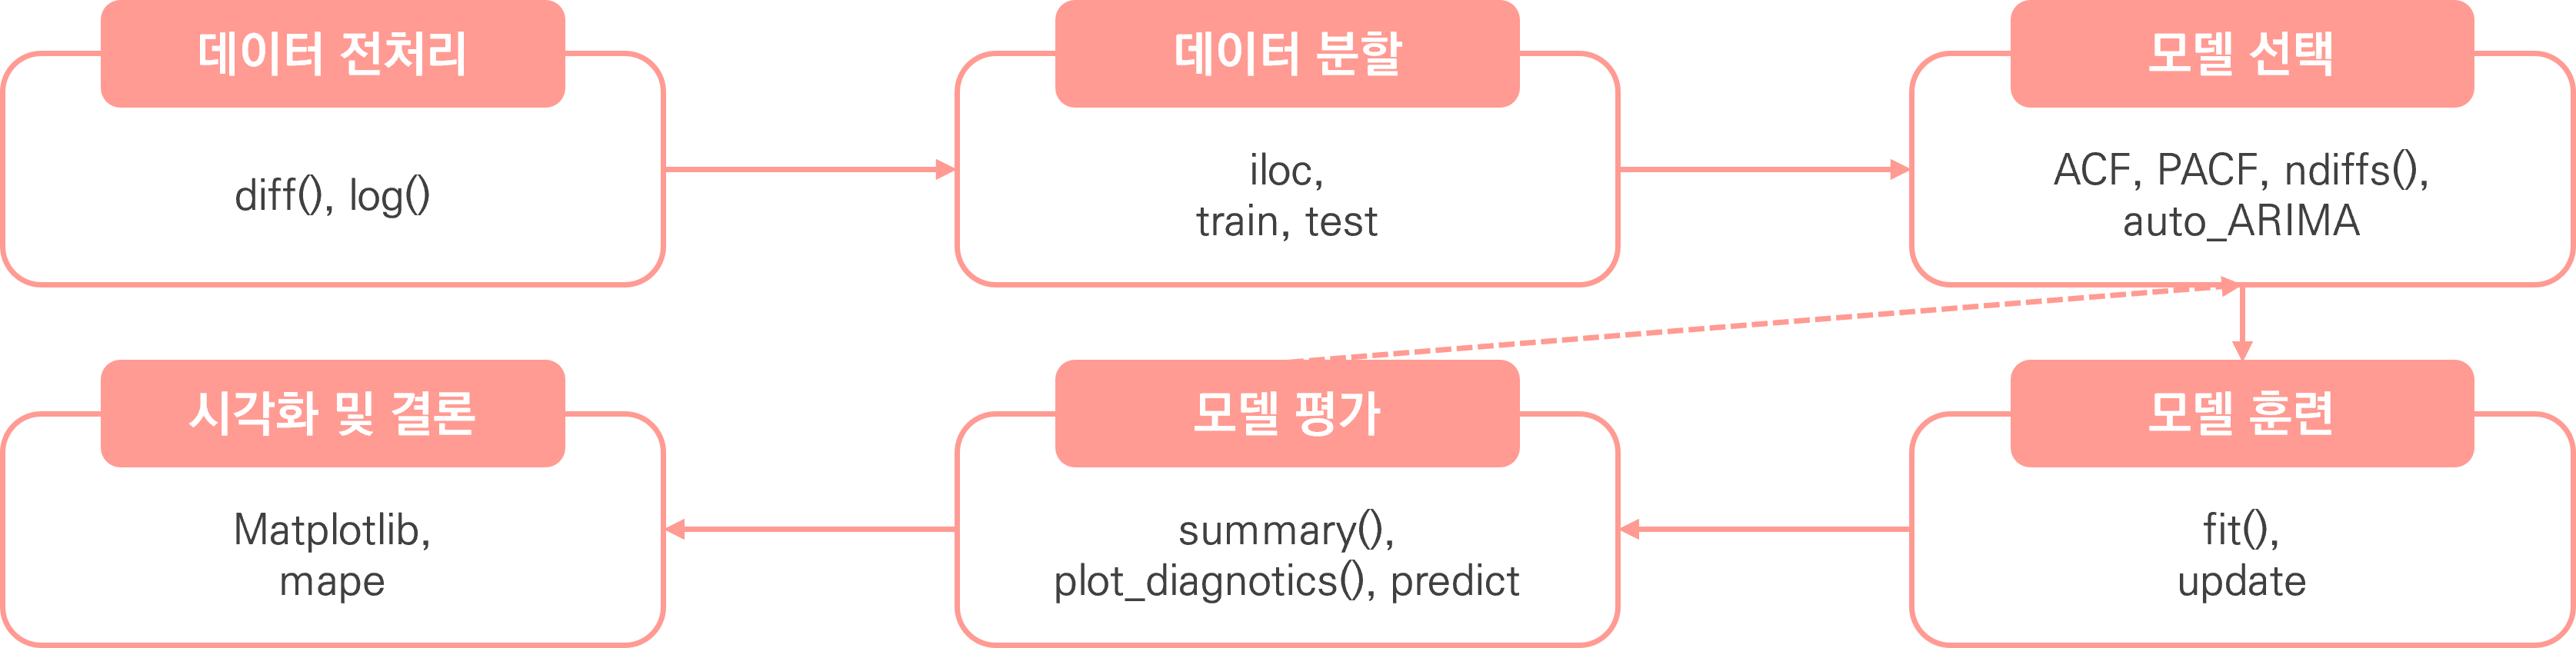 데이터 전처리
diff(), log()
데이터 분할
iloc,
train, test
모델 선택
ACF, PACF, ndiffs(),
auto_ARIMA
모델 훈련
fit(),
update
모델 평가
summary(),
plot_diagnotics(), predict
시각화 및 결론
Matplotlib,
mape